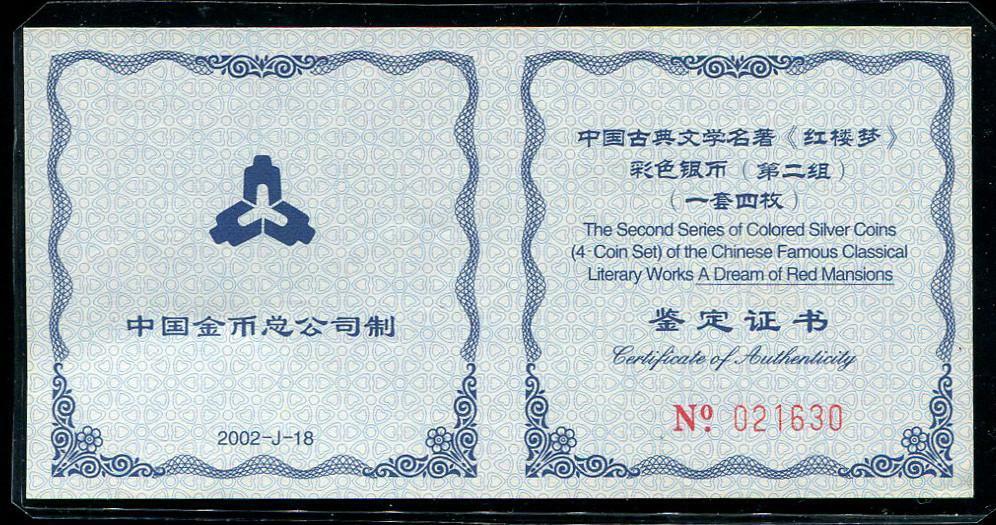 中国金币总公司制
2002-J-18
中国古典文学名著《红楼梦》
彩色银币（第二组）
（一套四枚）
The Second Series of Colored Silver Coins
(4-Coin Set) of the Chinese Famous Classical
Literary Works A Dream of Red Mansions
鉴定证书
Certificate of Authenticity
Nº 021630